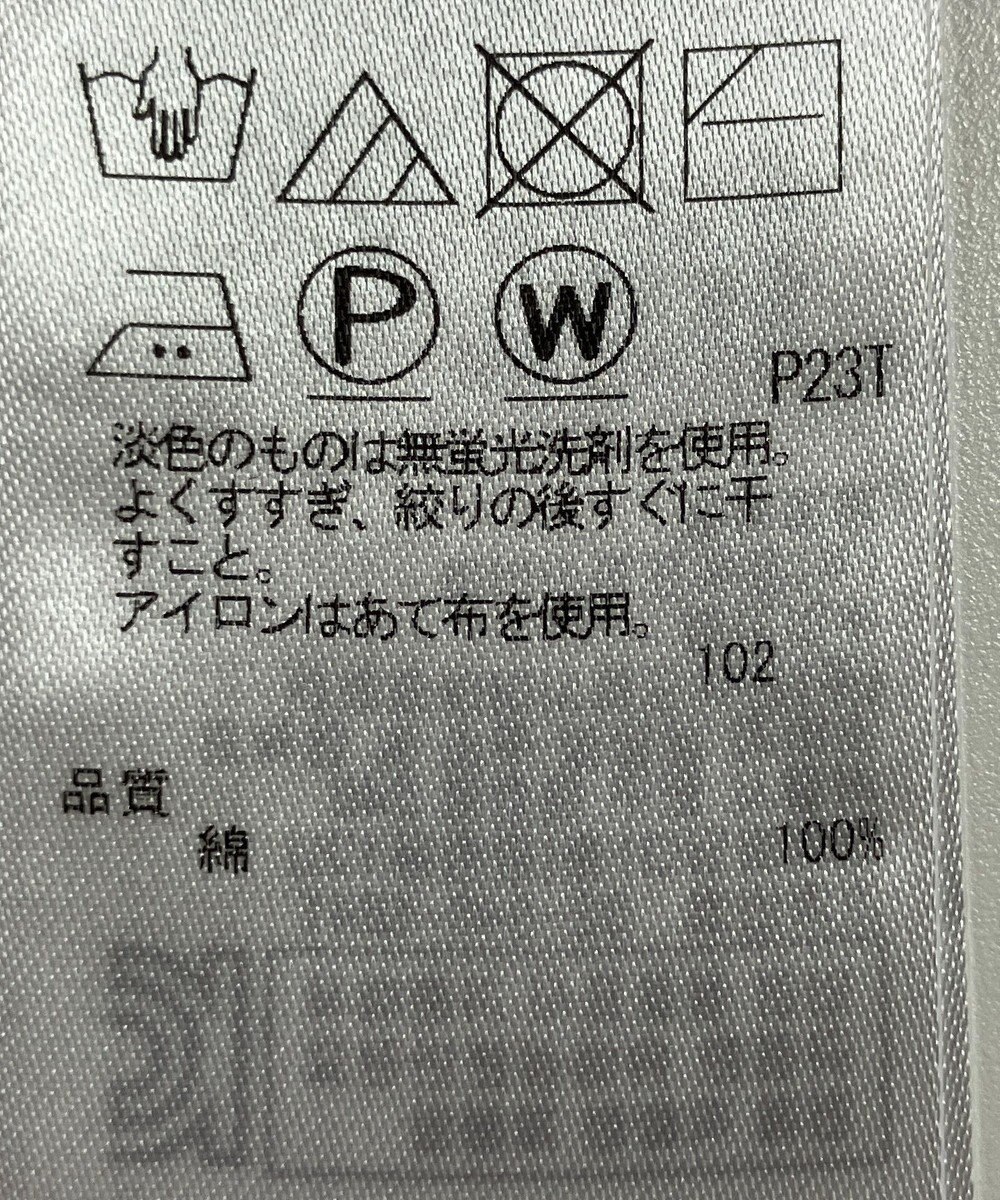 P
W
P23T
淡色のものは無蛍光洗剤を使用。
よくすすぎ、絞りの後すぐに干
すこと。
アイロンはあて布を使用。
102
品質
綿 100%